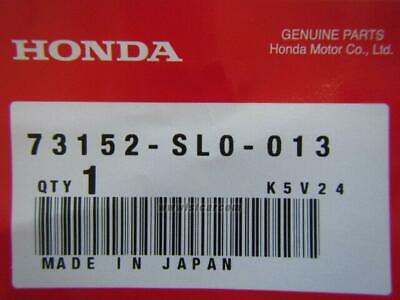 HONDA
GENUINE PARTS
Honda Motor Co., Ltd.
73152-SL0-013
QTY 1 K5V24
MADE IN JAPAN